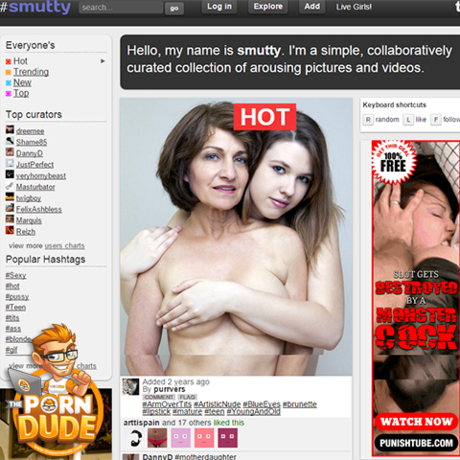 #smutty search... go Log in Explore Add Live Girls! t
Everyone's
Hot
Trending
New
Top
Top curators
dreemee
Shame85
DannyD
JustPerfect
veryhornybeast
Masturbator
twigboy
FelixAshbless
Marquis
Reizh
view more users charts
Popular Hashtags
#Sexy
#hot
#pussy
#Teen
#tits
#ass
#blonde
#gif
view
THE PORN DUDE
Hello, my name is smutty. I'm a simple, collaboratively
curated collection of arousing pictures and videos.
HOT
Added 2 years ago
By purrvers
COMMENT FLAG
#ArmOverTits #ArtisticNude #BlueEyes #brunette
#lipstick #mature #teen #YoungAndOld
arttispain and 17 others liked this
DannyD #motherdaughter
Keyboard shortcuts
R random L like F follow
GET THIS DEAL
100%
FREE
SLUT GETS
DESTROYED
BY A
MONSTER
COCK
WATCH NOW
PUNISHTUBE.COM